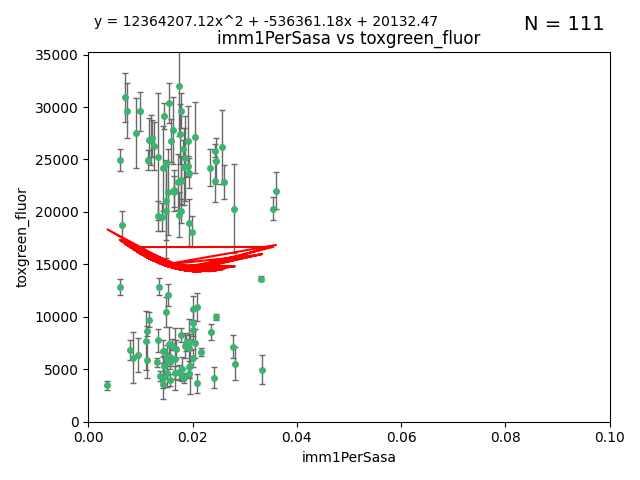 y = 12364207.12x^2 + -536361.18x + 20132.47
N = 111
imm1PerSasa vs toxgreen_fluor
35000
30000
25000
20000
15000
10000
5000
0
toxgreen_fluor
0.00 0.02 0.04 0.06 0.08 0.10
imm1PerSasa